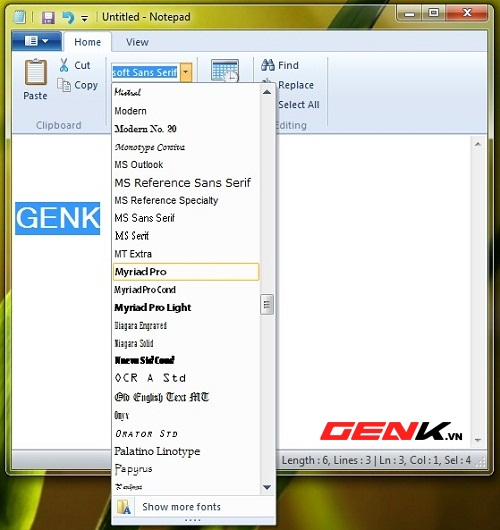 Untitled - Notepad
Home View
Cut
Copy
Paste
Clipboard
soft Sans Serif
Find
Replace
Select All
Editing
Mistral
Modern
Modern No. 20
Monotype Corsiva
MS Outlook
MS Reference Sans Serif
MS Reference Specialty
MS Sans Serif
MS Serif
MT Extra
Myriad Pro
Myriad Pro Cond
Myriad Pro Light
Niagara Engraved
Niagara Solid
Nueva Std Cond
OCR A Std
Old English Text MT
Onyx
Orator Std
Palatino Linotype
Papyrus
Show more fonts
GENK
GENK.VN
Length : 6, Lines : 3 | Ln : 3, Col : 1, Sel : 4